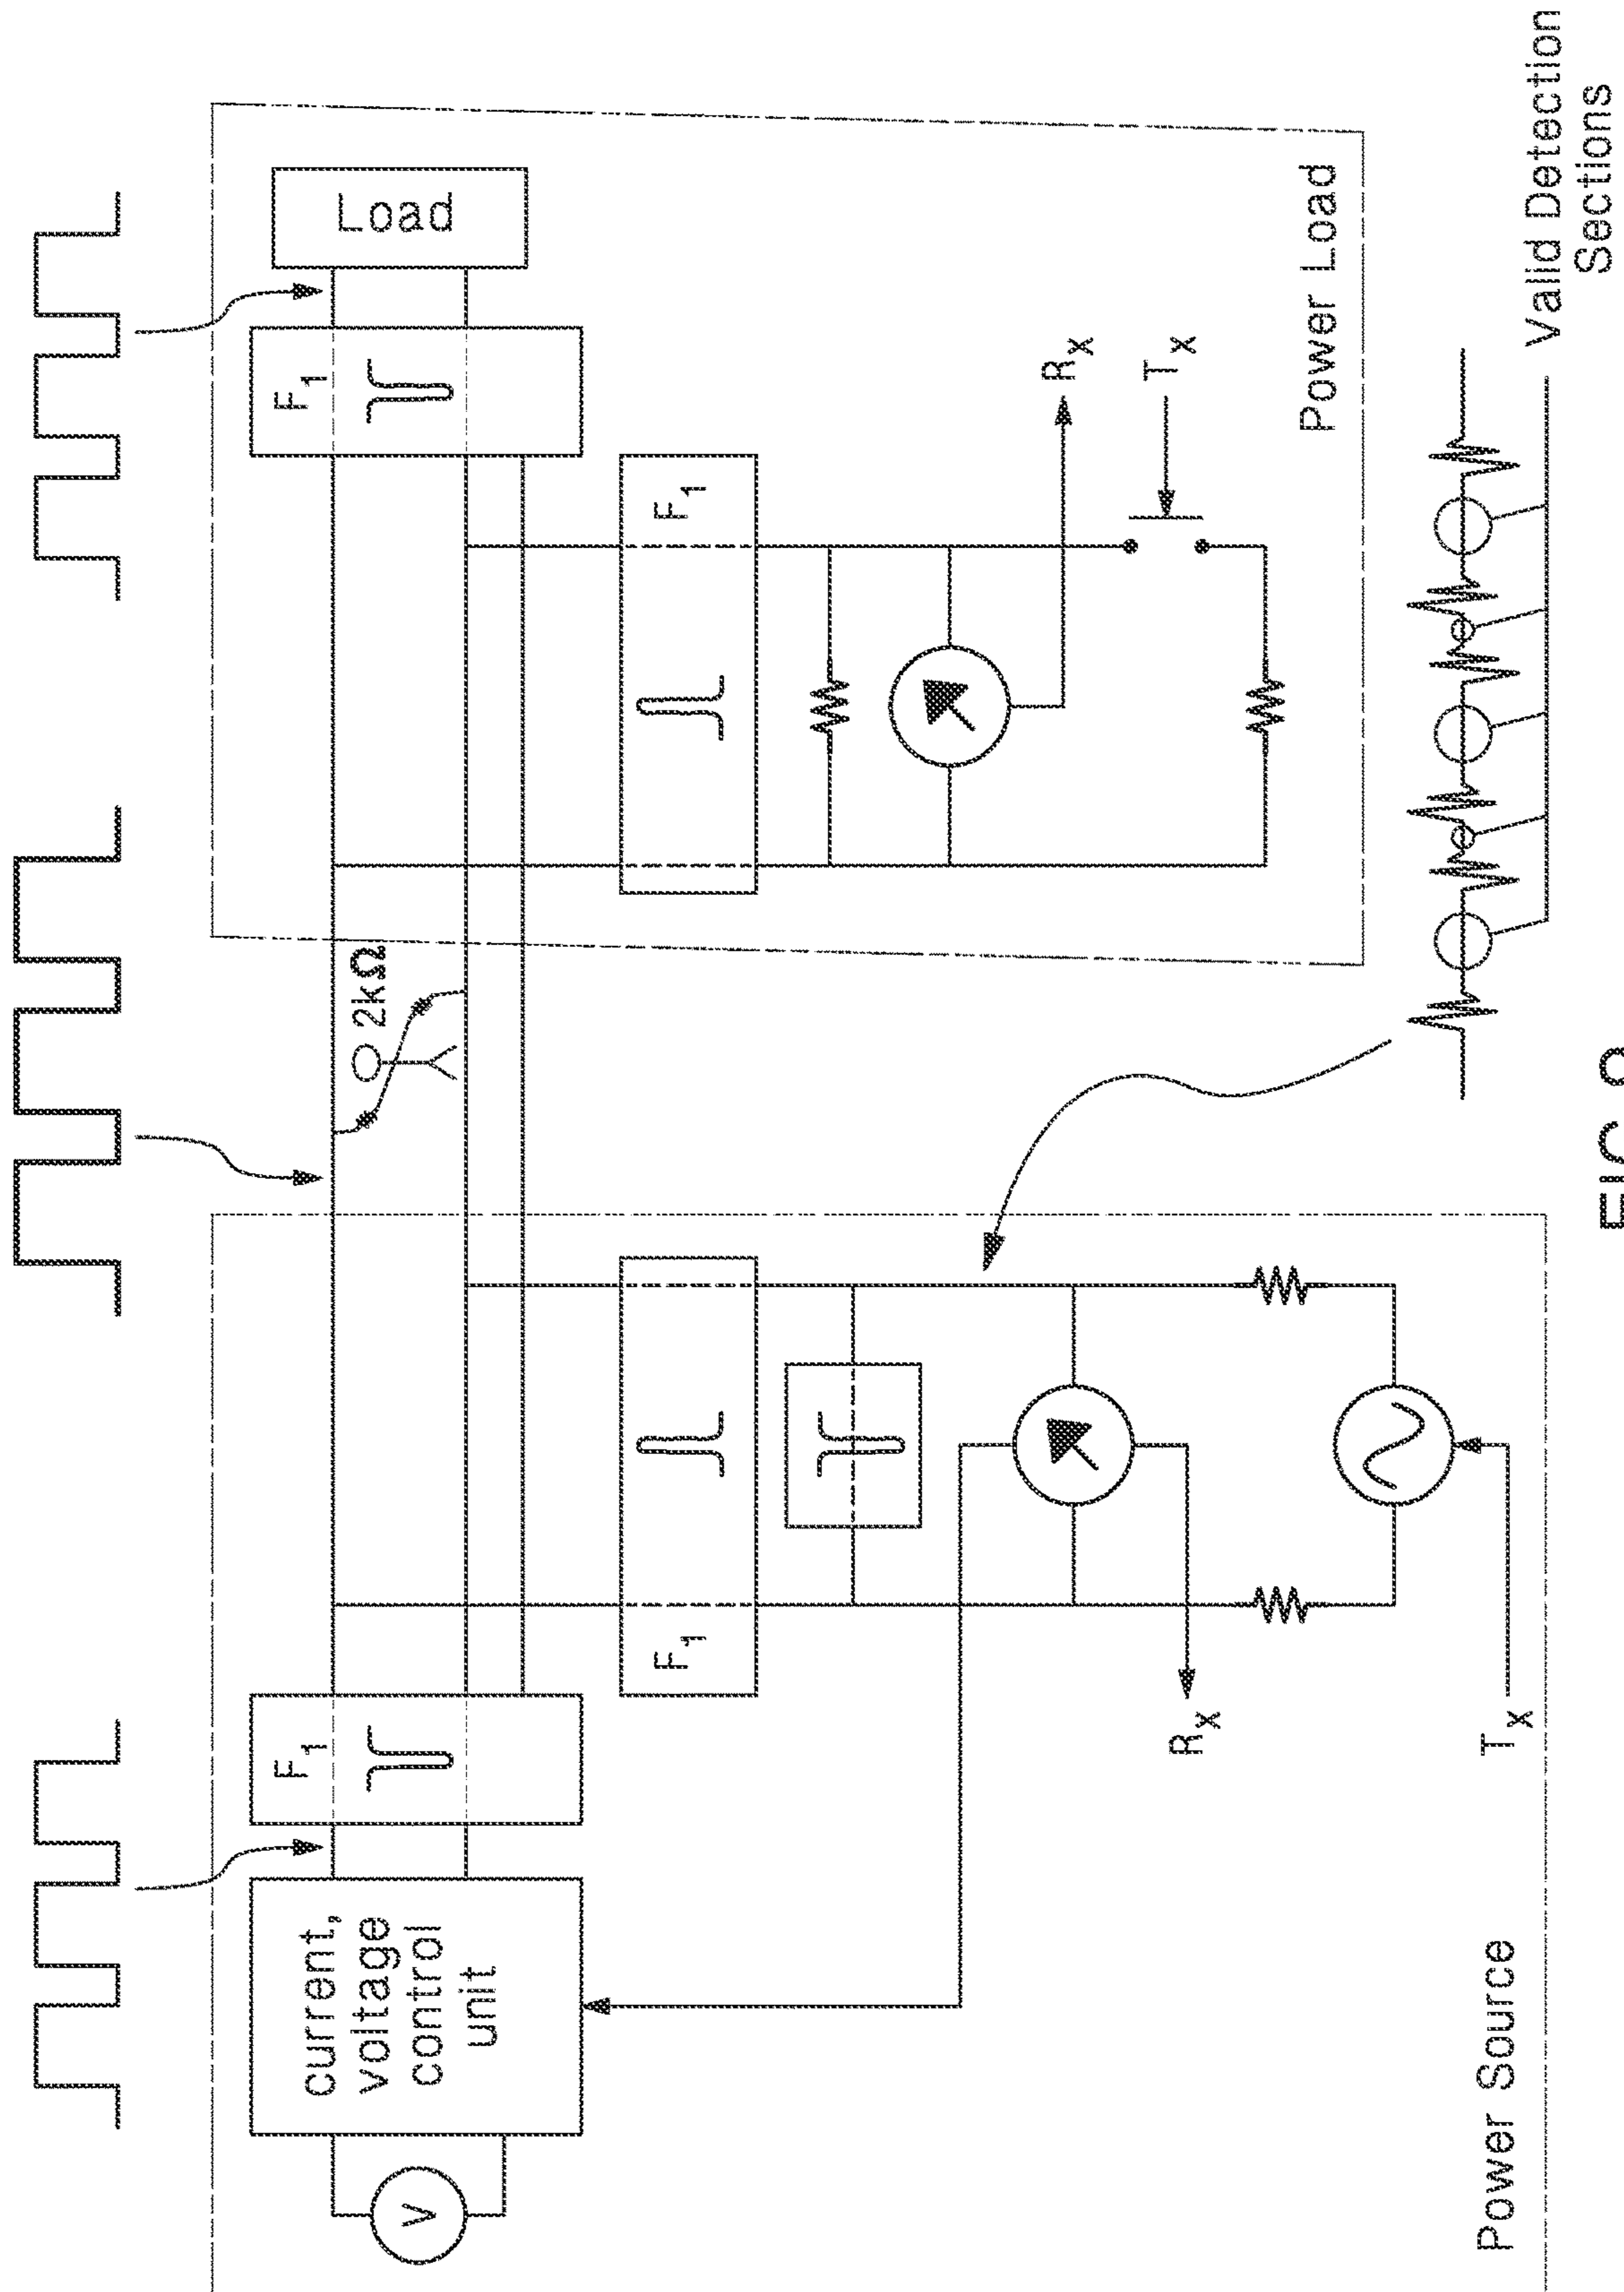 current,
voltage
control
unit
V
F1
F1
2kΩ
F1
Load
F1
Rx
Tx
Rx
Tx
Power Source
Power Load
Valid Detection
Sections